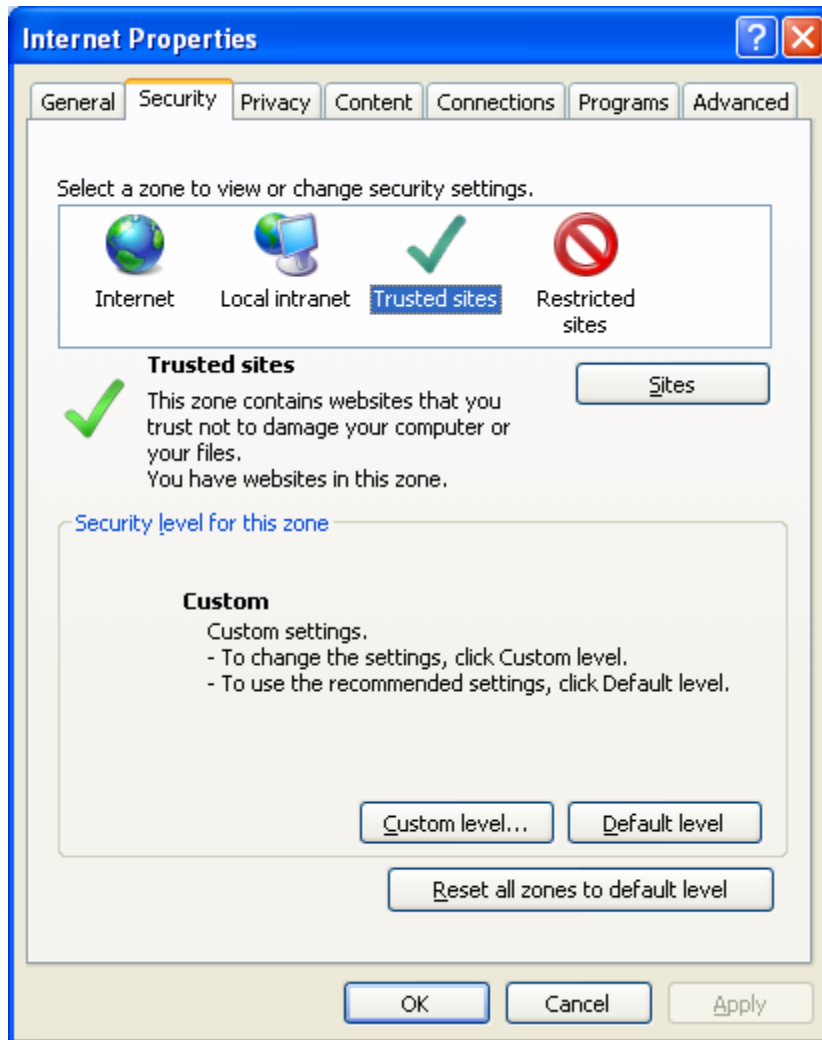 Internet Properties
?
General Security Privacy Content Connections Programs Advanced
Select a zone to view or change security settings.
Internet Local intranet Trusted sites Restricted
sites
Trusted sites
Sites
This zone contains websites that you
trust not to damage your computer or
your files.
You have websites in this zone.
Security level for this zone
Custom
Custom settings.
- To change the settings, click Custom level.
- To use the recommended settings, click Default level.
Custom level... Default level
Reset all zones to default level
OK Cancel Apply